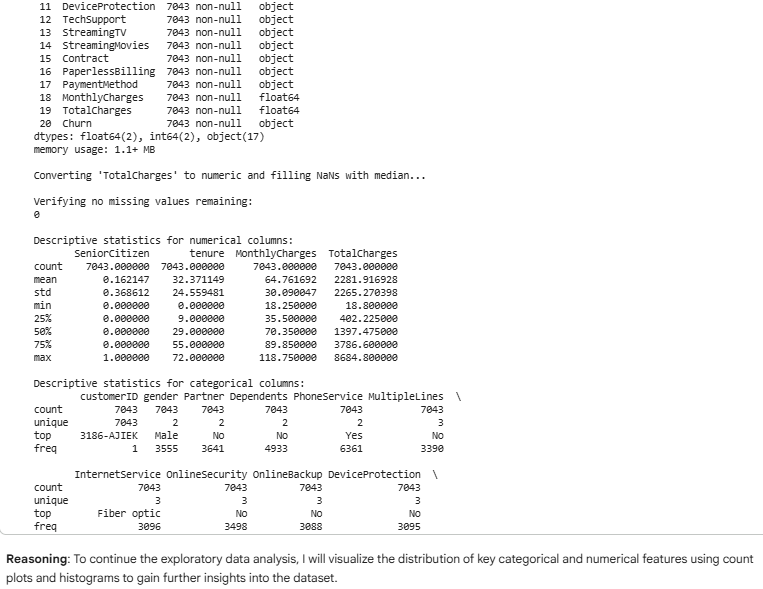 11 DeviceProtection 7043 non-null object
12 TechSupport 7043 non-null object
13 StreamingTV 7043 non-null object
14 StreamingMovies 7043 non-null object
15 Contract 7043 non-null object
16 PaperlessBilling 7043 non-null object
17 PaymentMethod 7043 non-null object
18 MonthlyCharges 7043 non-null float64
19 TotalCharges 7043 non-null float64
20 Churn 7043 non-null object
dtypes: float64(2), int64(2), object(17)
memory usage: 1.1+ MB
Converting 'TotalCharges' to numeric and filling NaNs with median...
Verifying no missing values remaining:
0
Descriptive statistics for numerical columns:
SeniorCitizen tenure MonthlyCharges TotalCharges
count 7043.000000 7043.000000 7043.000000 7043.000000
mean 0.162147 32.371149 64.761692 2281.916928
std 0.368612 24.559481 30.090047 2265.270398
min 0.000000 0.000000 18.250000 18.800000
25% 0.000000 9.000000 35.500000 402.225000
50% 0.000000 29.000000 70.350000 1397.475000
75% 0.000000 55.000000 89.850000 3786.600000
max 1.000000 72.000000 118.750000 8684.800000
Descriptive statistics for categorical columns:
customerID gender Partner Dependents PhoneService MultipleLines \
count 7043 7043 7043 7043 7043 7043
unique 7043 2 2 2 2 3
top 3186-AJIEK Male No No Yes No
freq 1 3555 3641 4933 6361 3390
InternetService OnlineSecurity OnlineBackup DeviceProtection \
count 7043 7043 7043 7043
unique 3 3 3 3
top Fiber optic No No No
freq 3096 3498 3088 3095
Reasoning: To continue the exploratory data analysis, I will visualize the distribution of key categorical and numerical features using count
plots and histograms to gain further insights into the dataset.